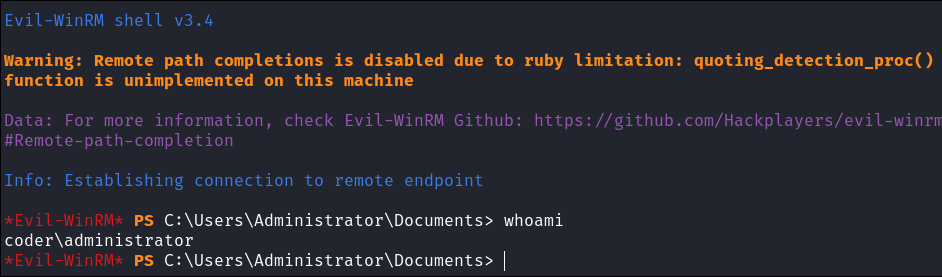 Evil-WinRM shell v3.4
Warning: Remote path completions is disabled due to ruby limitation: quoting_detection_proc()
function is unimplemented on this machine
Data: For more information, check Evil-WinRM Github: https://github.com/Hackplayers/evil-winrm
#Remote-path-completion
Info: Establishing connection to remote endpoint
*Evil-WinRM* PS C:\Users\Administrator\Documents> whoami
coder\administrator
*Evil-WinRM* PS C:\Users\Administrator\Documents>